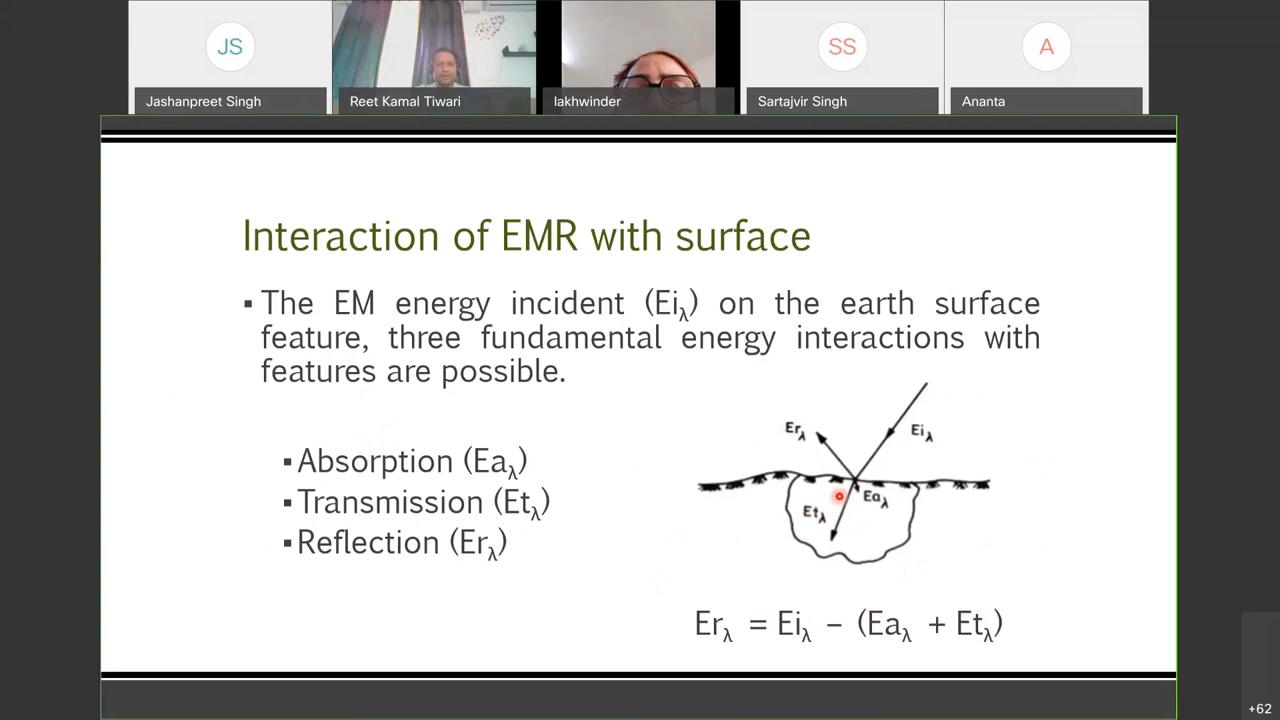 JS
SS
A
Jashanpreet Singh
Reet Kamal Tiwari
lakhwinder
Sartajvir Singh
Ananta
Interaction of EMR with surface
▪ The EM energy incident (Eiλ) on the earth surface
feature, three fundamental energy interactions with
features are possible.
▪ Absorption (Eaλ)
▪ Transmission (Etλ)
▪ Reflection (Erλ)
Erλ
Eiλ
Eaλ
Etλ
Erλ = Eiλ – (Eaλ + Etλ)
+62